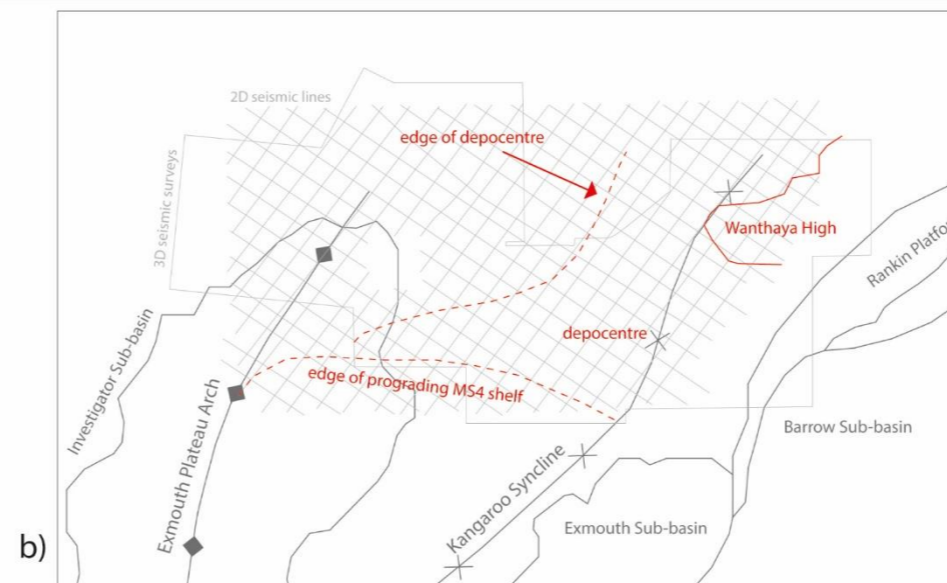 2D seismic lines
edge of depocentre
3D seismic surveys
Wanthaya High
Rankin Platfo
depocentre
Investigator Sub-basin
edge of prograding MS4 shelf
Exmouth Plateau Arch
Barrow Sub-basin
Kangaroo Syncline
Exmouth Sub-basin
b)